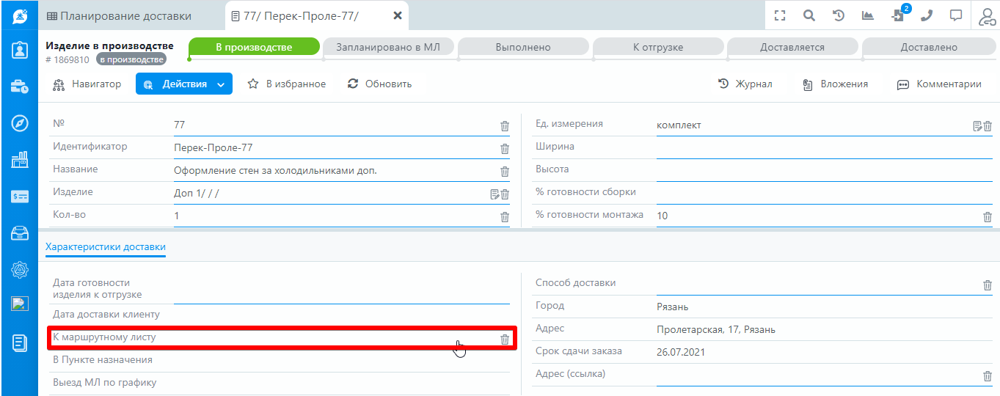 Планирование доставки
77/ Перек-Проле-77/
2
Изделие в производстве
# 1869810 в производстве
В производстве
Запланировано в МЛ
Выполнено
К отгрузке
Доставляется
Доставлено
Навигатор
Действия
В избранное
Обновить
Журнал
Вложения
Комментарии
№ 77
Идентификатор Перек-Проле-77
Название Оформление стен за холодильниками доп.
Изделие Доп 1/ / /
Кол-во 1
Ед. измерения комплект
Ширина
Высота
% готовности сборки
% готовности монтажа 10
Характеристики доставки
Дата готовности
изделия к отгрузке
Дата доставки клиенту
К маршрутному листу
В Пункте назначения
Выезд МЛ по графику
Способ доставки
Город Рязань
Адрес Пролетарская, 17, Рязань
Срок сдачи заказа 26.07.2021
Адрес (ссылка)